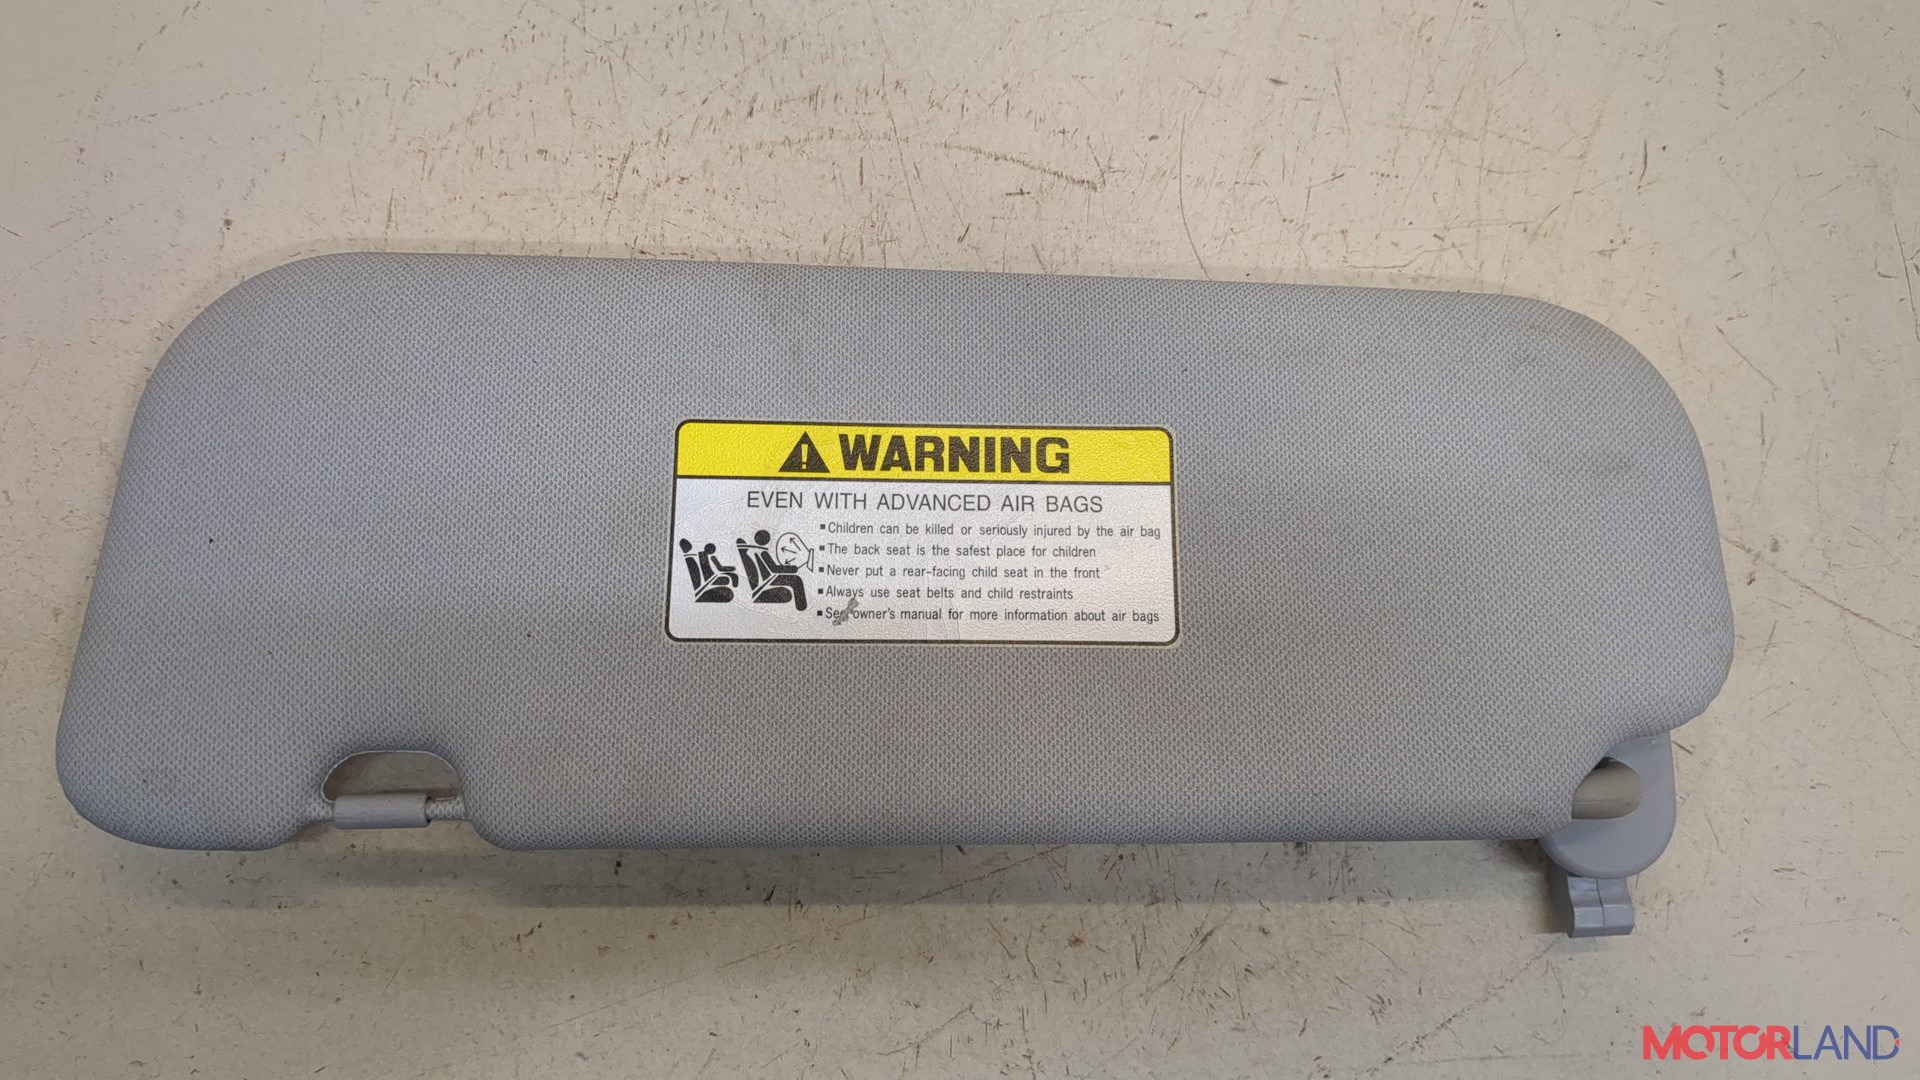 WARNING
EVEN WITH ADVANCED AIR BAGS
▪Children can be killed or seriously injured by the air bag
▪The back seat is the safest place for children
▪Never put a rear-facing child seat in the front
▪Always use seat belts and child restraints
▪See owner's manual for more information about air bags
MOTORLAND